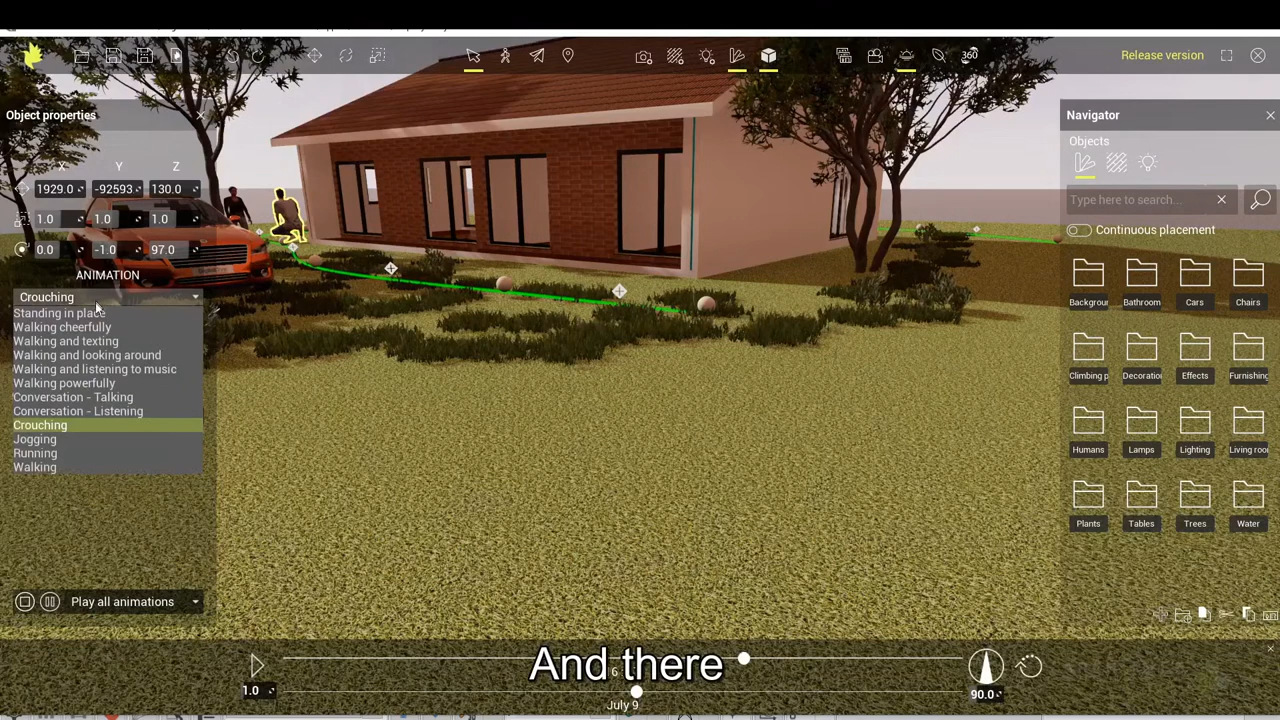 360
Release version
Object properties
X Y Z
1929.0 -92593. 130.0
1.0 1.0 1.0
0.0 -1.0 97.0
ANIMATION
Crouching
Standing in place
Walking cheerfully
Walking and texting
Walking and looking around
Walking and listening to music
Walking powerfully
Conversation - Talking
Conversation - Listening
Crouching
Jogging
Running
Walking
Play all animations
Navigator
Objects
Type here to search...
Continuous placement
Backgroun Bathroom Cars Chairs
Climbing p Decoratio Effects Furnishing
Humans Lamps Lighting Living roo
Plants Tables Trees Water
And there
1.0
July 9
90.0